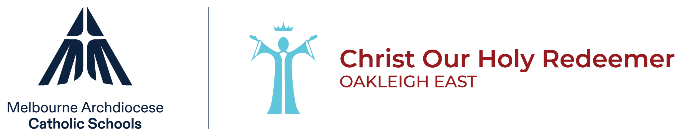 Melbourne Archdiocese
Catholic Schools
Christ Our Holy Redeemer
OAKLEIGH EAST